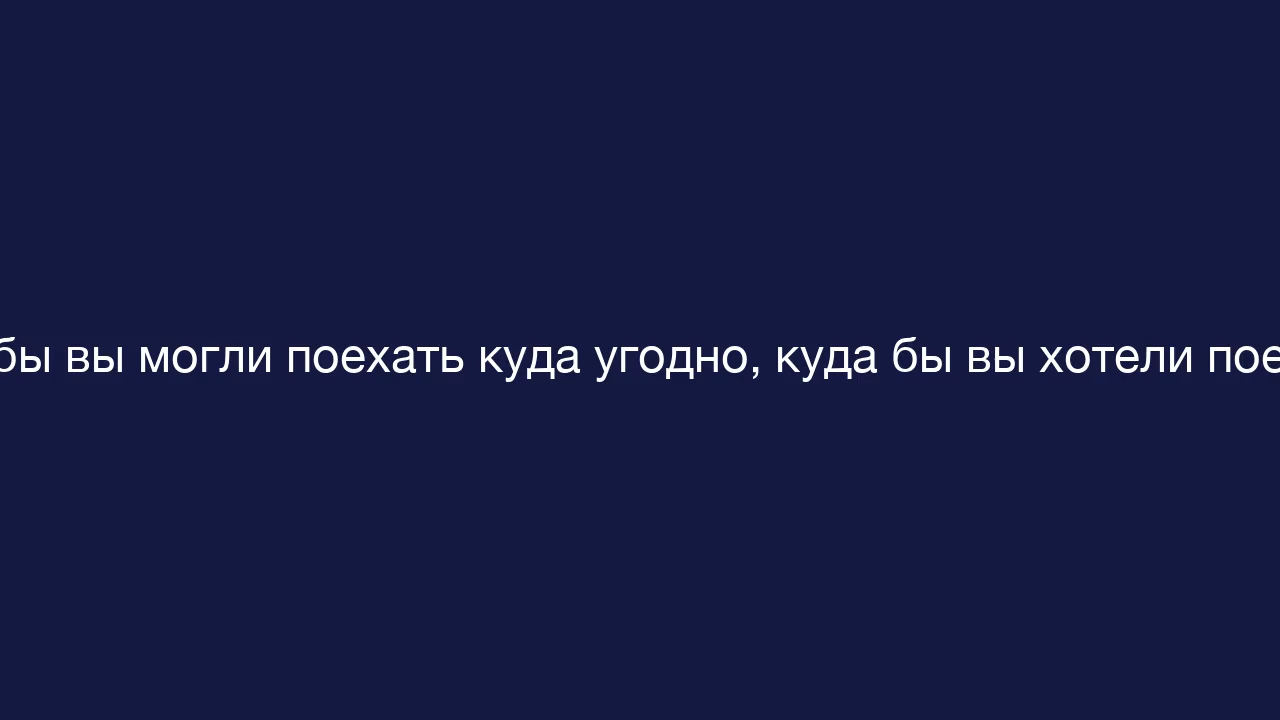 бы вы могли поехать куда угодно, куда бы вы хотели пое